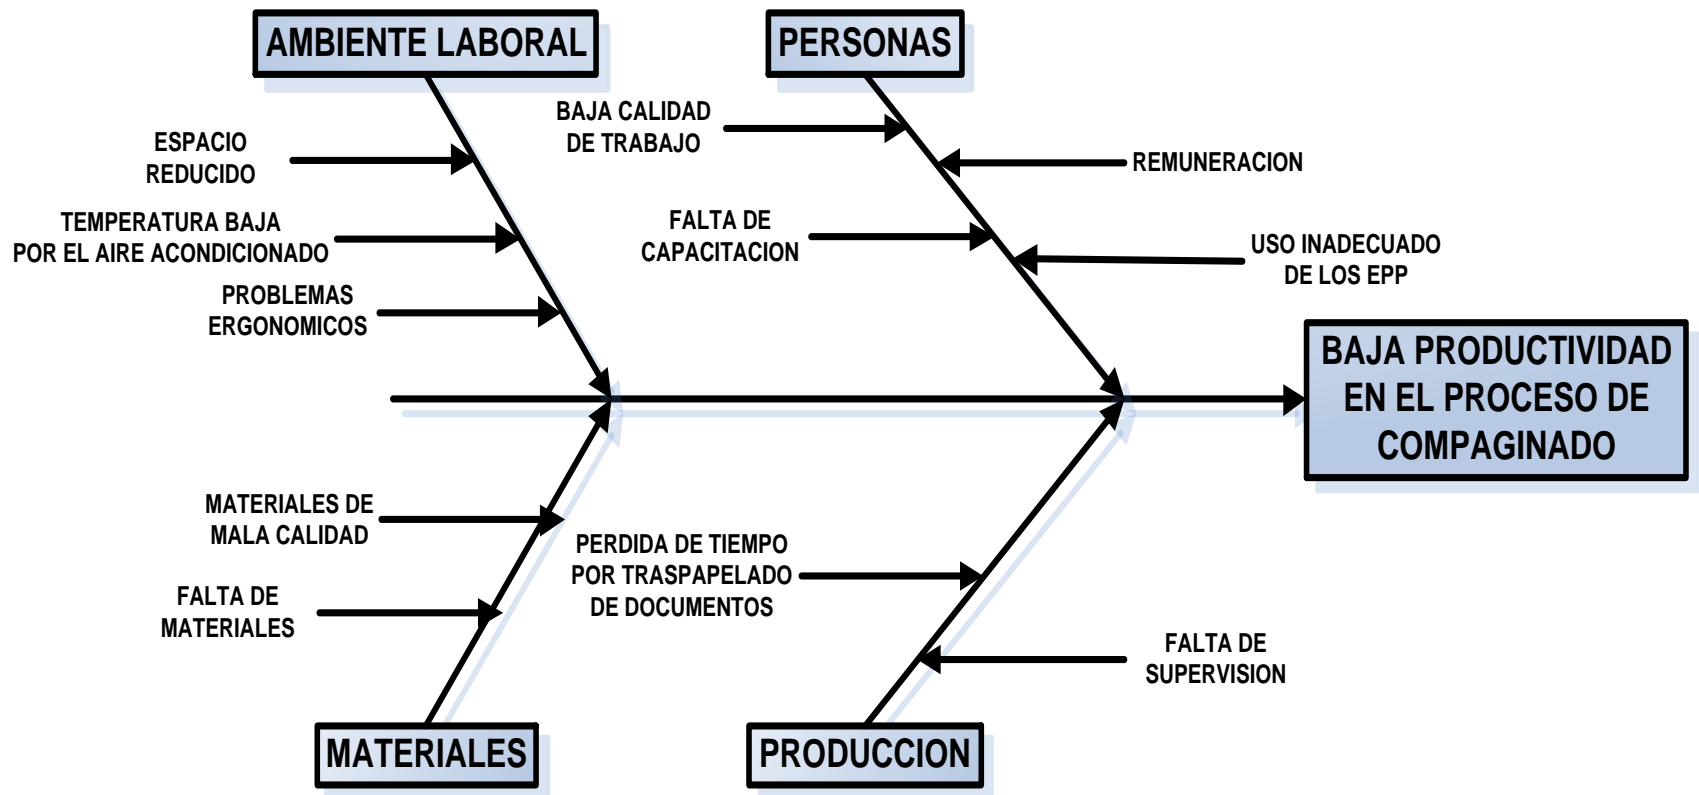 AMBIENTE LABORAL
PERSONAS
ESPACIO
REDUCIDO
TEMPERATURA BAJA
POR EL AIRE ACONDICIONADO
PROBLEMAS
ERGONOMICOS
BAJA CALIDAD
DE TRABAJO
REMUNERACION
FALTA DE
CAPACITACION
USO INADECUADO
DE LOS EPP
BAJA PRODUCTIVIDAD
EN EL PROCESO DE
COMPAGINADO
MATERIALES DE
MALA CALIDAD
FALTA DE
MATERIALES
PERDIDA DE TIEMPO
POR TRASPAPELADO
DE DOCUMENTOS
FALTA DE
SUPERVISION
MATERIALES
PRODUCCION